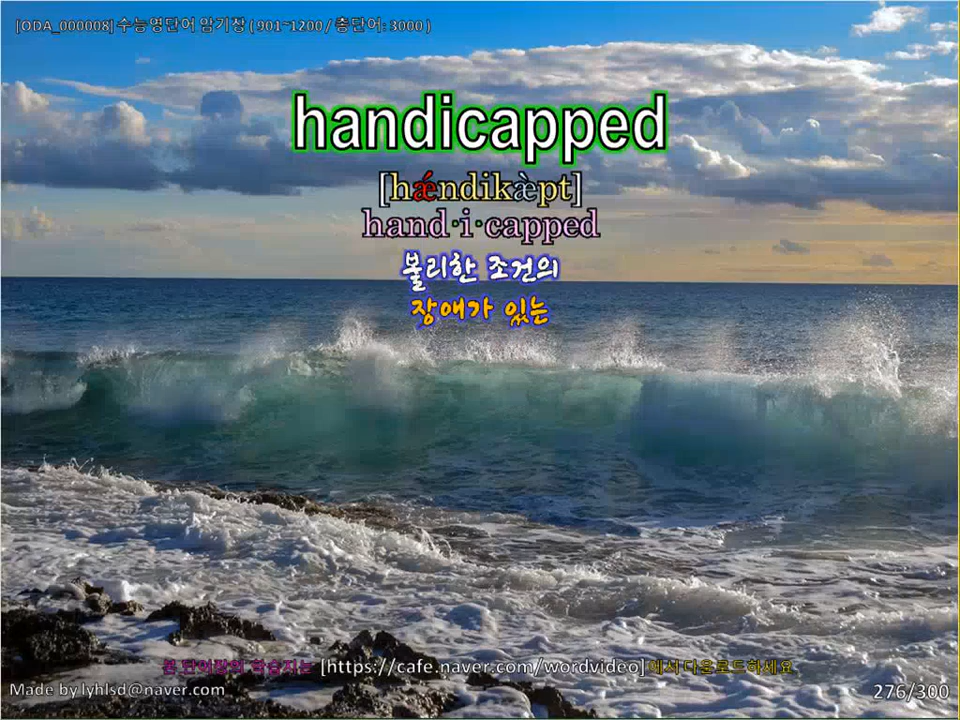 [ODA_000008] 수능영단어 암기장 ( 901~1200 / 총단어: 3000 )
handicapped
[hǽndikæ̀pt]
hand·i·capped
불리한 조건의
장애가 있는
본 단어장의 학습자료는 [https://cafe.naver.com/wordvideo]에서 다운로드하세요
Made by lyhlsd@naver.com
276/300